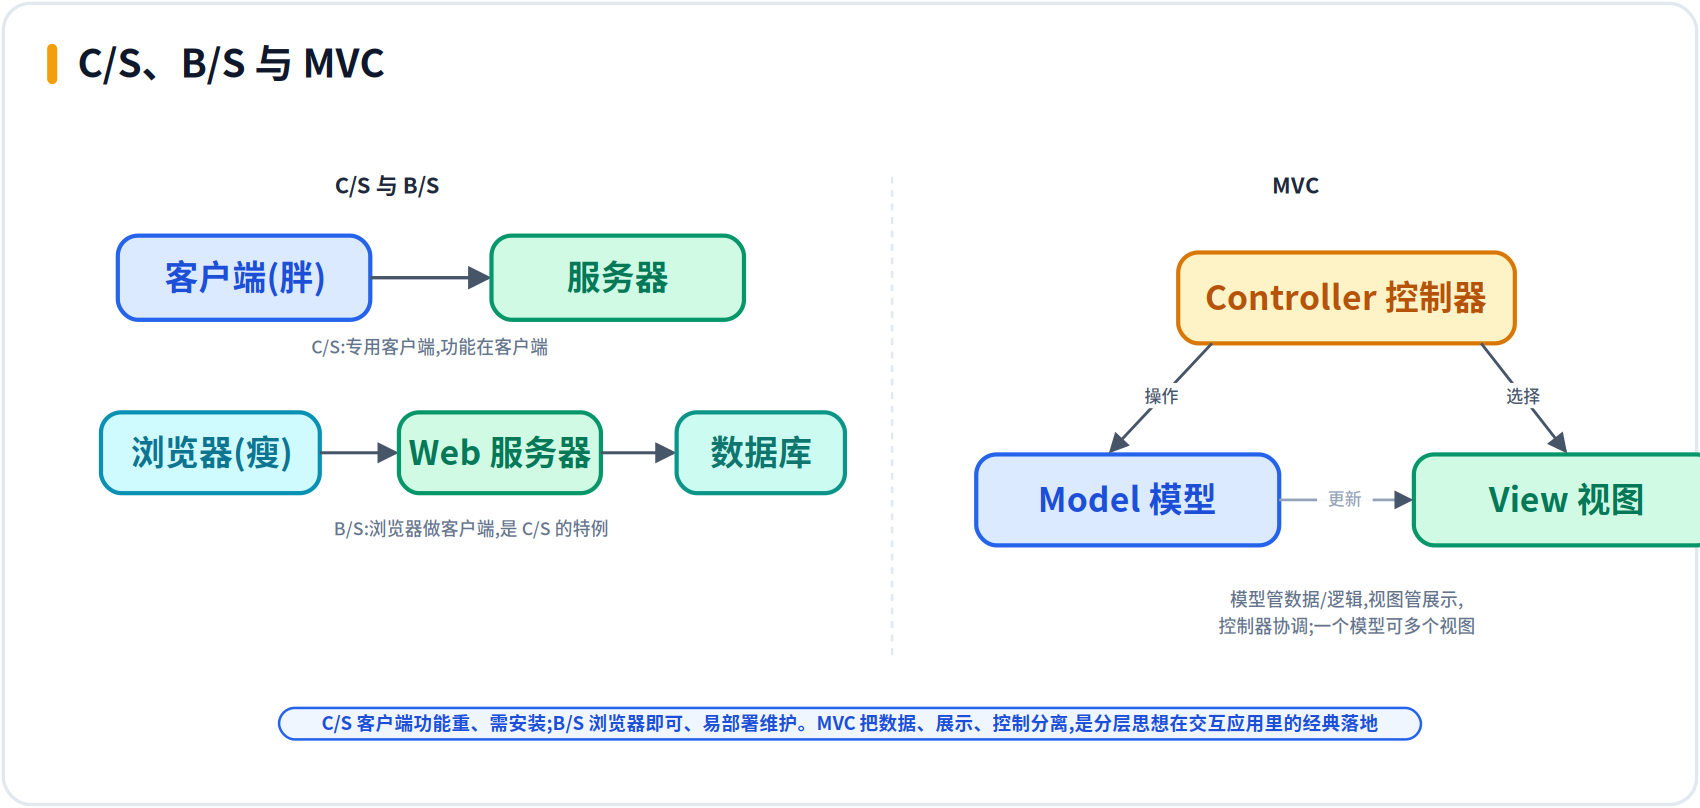 C/S、B/S 与 MVC
C/S 与 B/S
客户端(胖)
服务器
C/S:专用客户端,功能在客户端
浏览器(瘦)
Web 服务器
数据库
B/S:浏览器做客户端,是 C/S 的特例
MVC
Controller 控制器
操作
选择
Model 模型
更新
View 视图
模型管数据/逻辑,视图管展示,
控制器协调;一个模型可多个视图
C/S 客户端功能重、需安装;B/S 浏览器即可、易部署维护。MVC 把数据、展示、控制分离,是分层思想在交互应用里的经典落地